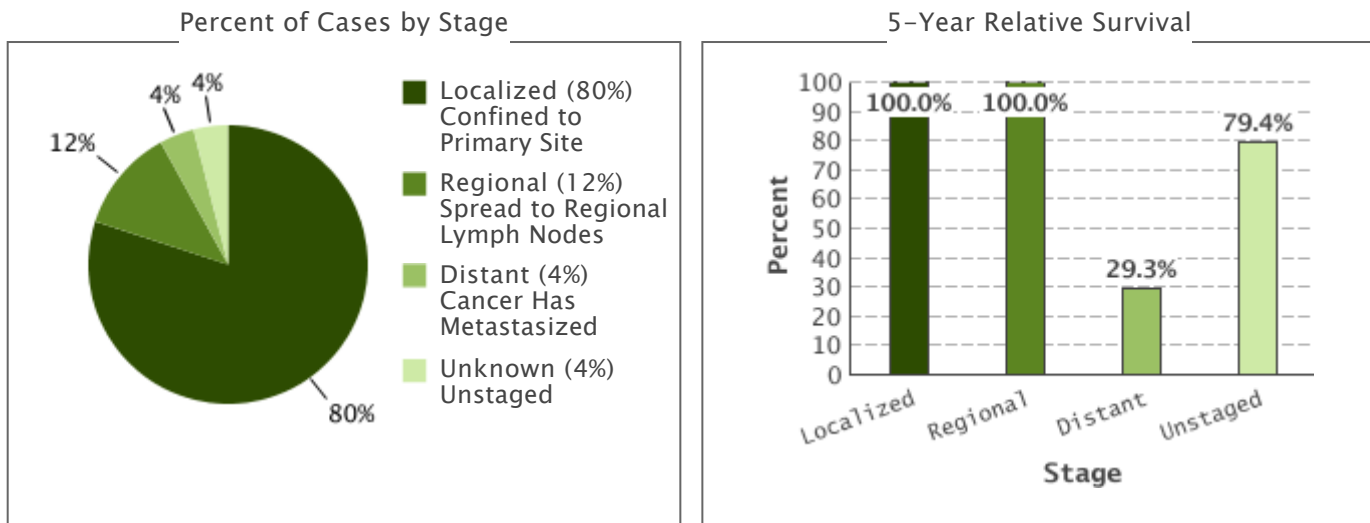 Percent of Cases by Stage
4%
4%
12%
80%
Localized (80%)
Confined to
Primary Site
Regional (12%)
Spread to Regional
Lymph Nodes
Distant (4%)
Cancer Has
Metastasized
Unknown (4%)
Unstaged
5-Year Relative Survival
Percent
100
90
80
70
60
50
40
30
20
10
0
100.0%
100.0%
29.3%
79.4%
Localized
Regional
Distant
Unstaged
Stage